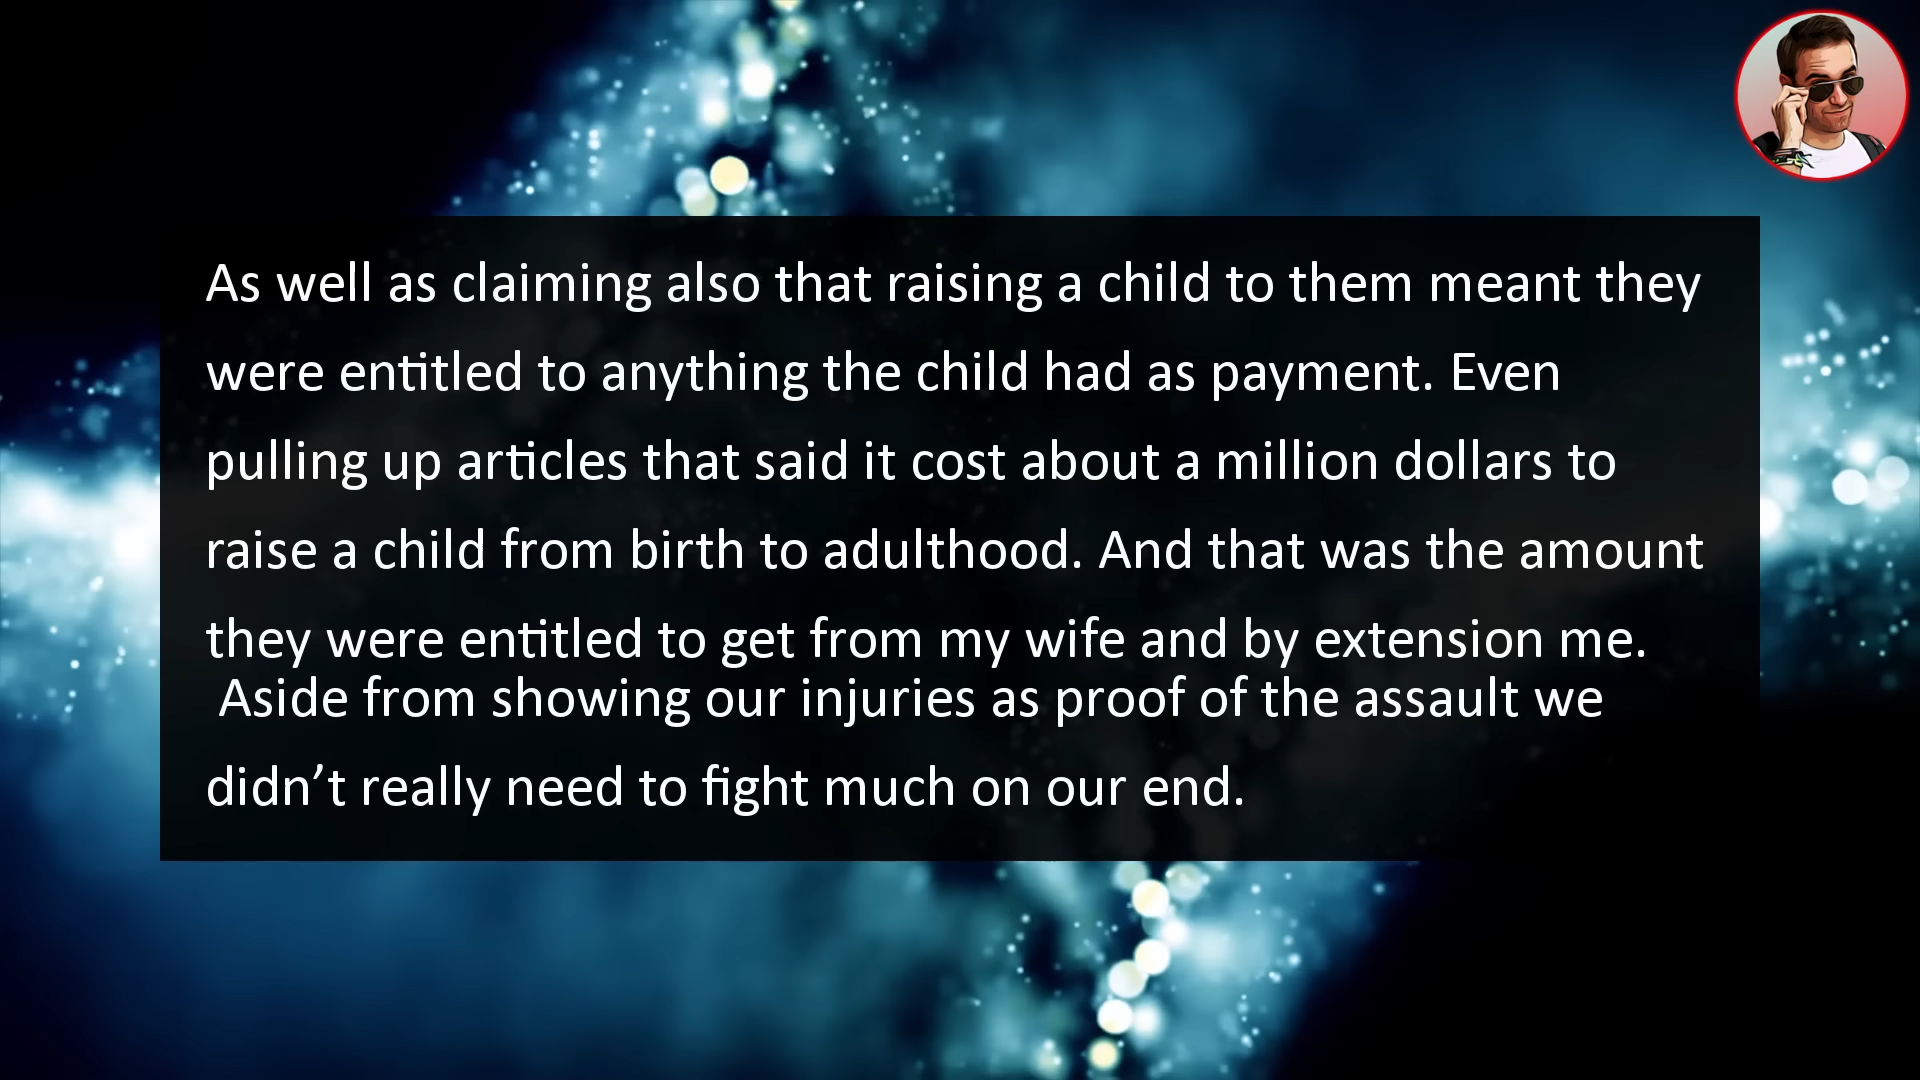 As well as claiming also that raising a child to them meant they
were entitled to anything the child had as payment. Even
pulling up articles that said it cost about a million dollars to
raise a child from birth to adulthood. And that was the amount
they were entitled to get from my wife and by extension me.
Aside from showing our injuries as proof of the assault we
didn’t really need to fight much on our end.